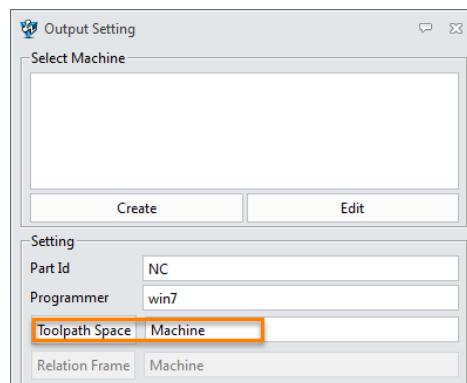 Output Setting
Select Machine
Create Edit
Setting
Part Id NC
Programmer win7
Toolpath Space Machine
Relation Frame Machine